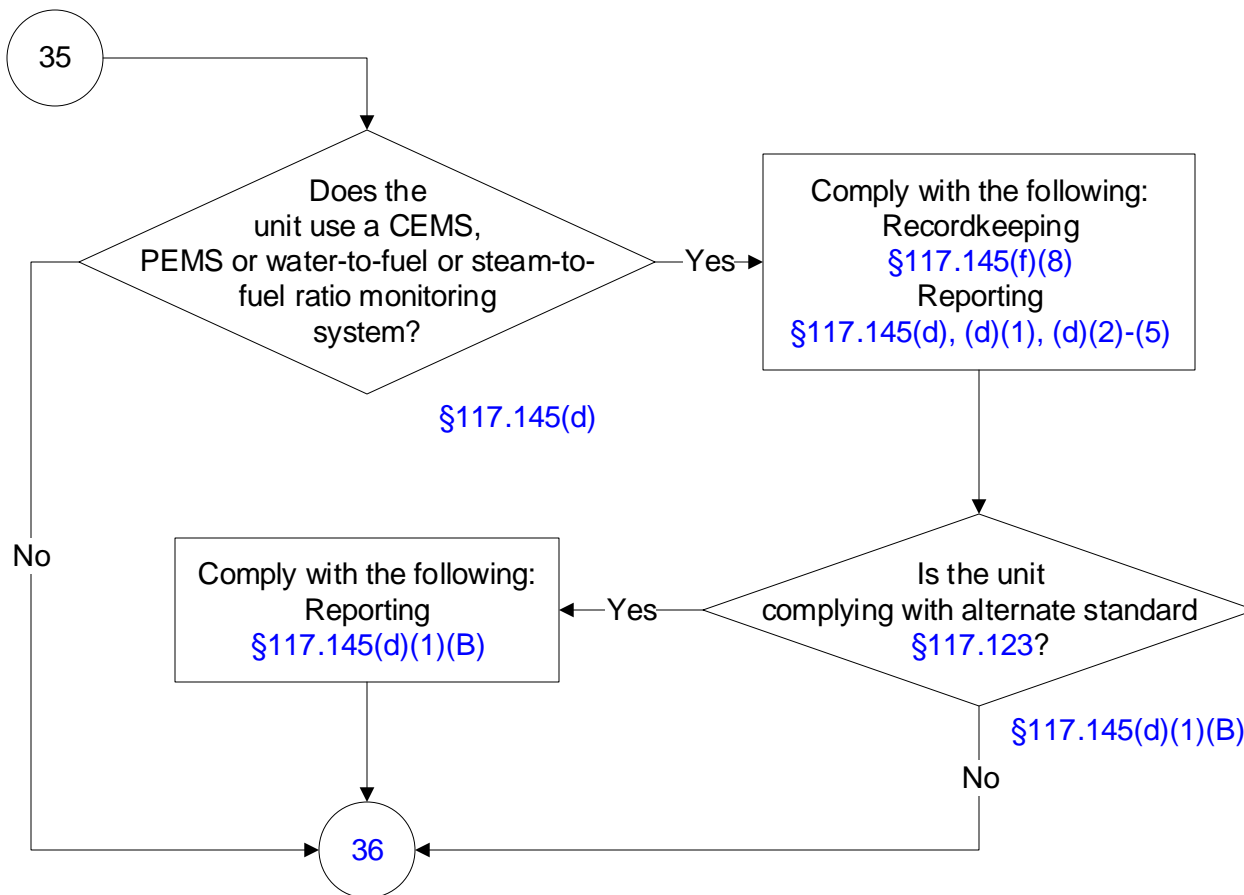 35
Does the
unit use a CEMS,
PEMS or water-to-fuel or steam-to-
fuel ratio monitoring
system?
§117.145(d)
Yes
Comply with the following:
Recordkeeping
§117.145(f)(8)
Reporting
§117.145(d), (d)(1), (d)(2)-(5)
No
Is the unit
complying with alternate standard
§117.123?
§117.145(d)(1)(B)
Yes
Comply with the following:
Reporting
§117.145(d)(1)(B)
No
36